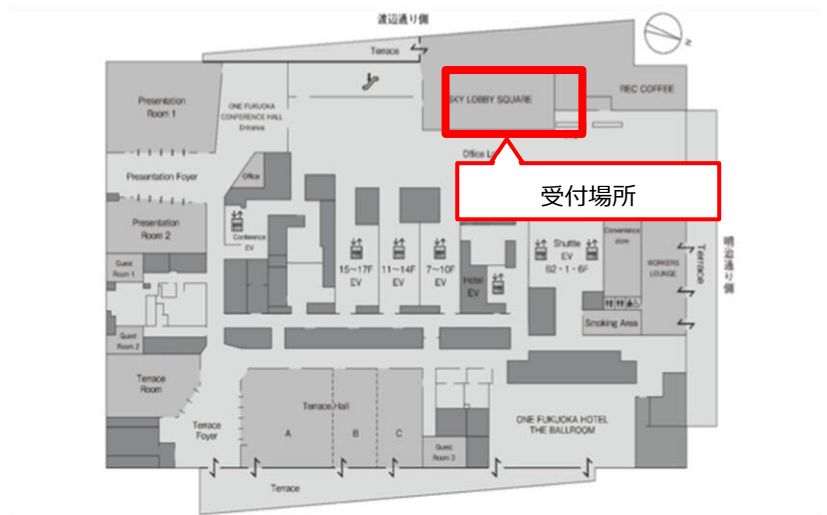 渡辺通り側
Terrace
N
Presentation
Room 1
ONE FUKUOKA
CONFERENCE HALL
Entrance
SKY LOBBY SQUARE
REC COFFEE
Office
受付場所
Presentation Foyer
Office
Presentation
Room 2
Conference
EV
15~17F
EV
11~14F
EV
7~10F
EV
Hotel
EV
Shuttle
EV
B2・1・6F
Convenience
store
WORKERS
LOUNGE
Terrace
明治通り側
Guest
Room 1
Guest
Room 2
Smoking Area
Terrace
Room
Terrace
Foyer
Terrace Hall
A
B
C
Guest
Room 3
ONE FUKUOKA HOTEL
THE BALLROOM
Terrace